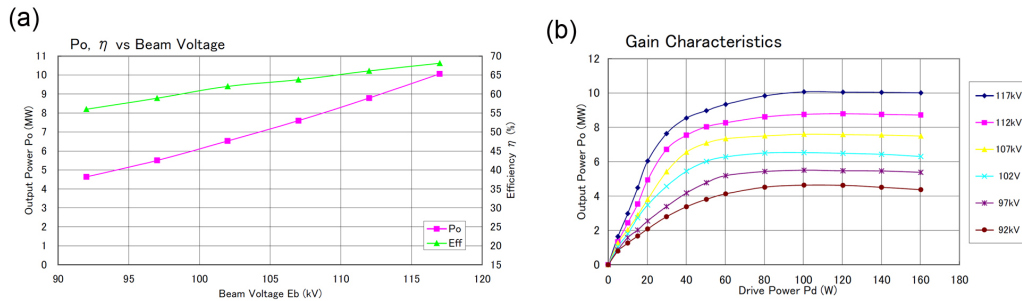 (a)
Po, η vs Beam Voltage
Output Power Po (MW)
11
10
9
8
7
6
5
4
3
2
1
0
70
65
60
55
50
45
40
35
30
25
20
15
Efficiency η (%)
Po
Eff
90 95 100 105 110 115 120
Beam Voltage Eb (kV)
(b)
Gain Characteristics
Output Power Po (MW)
12
10
8
6
4
2
0
0 20 40 60 80 100 120 140 160 180
Drive Power Pd (W)
117kV
112kV
107kV
102V
97kV
92kV